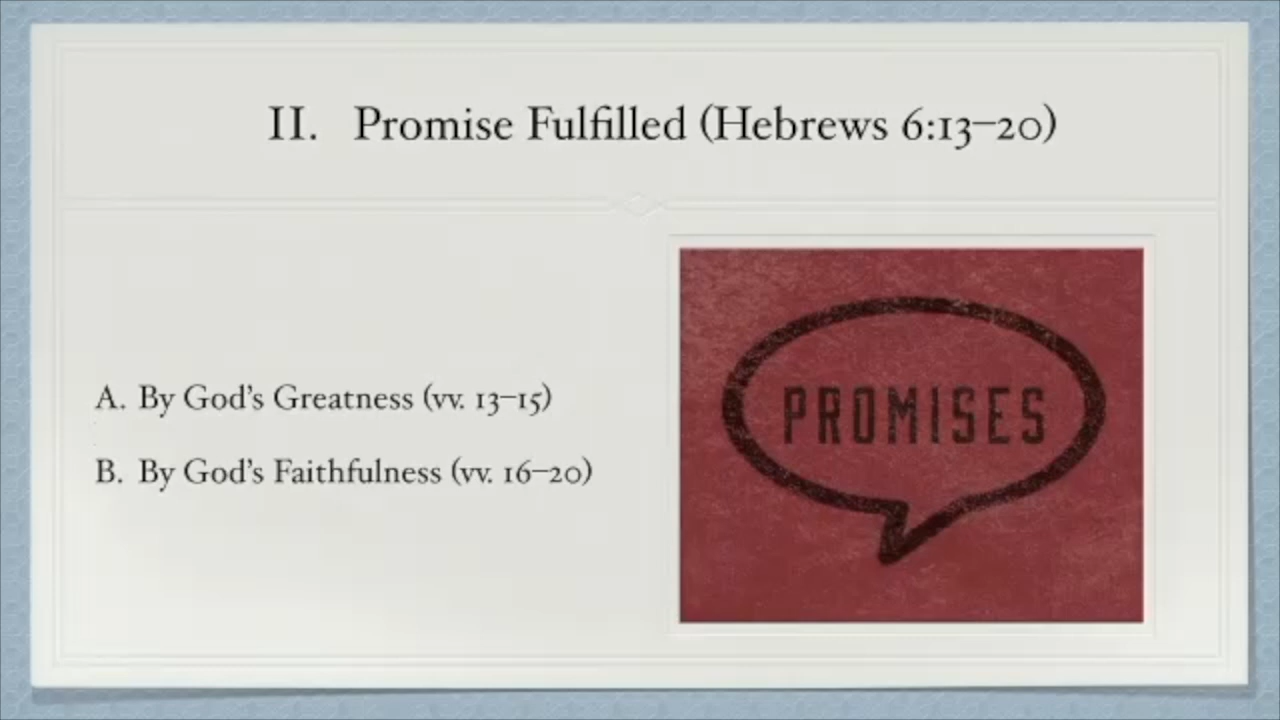 II. Promise Fulfilled (Hebrews 6:13–20)
A. By God's Greatness (vv. 13–15)
B. By God's Faithfulness (vv. 16–20)
PROMISES